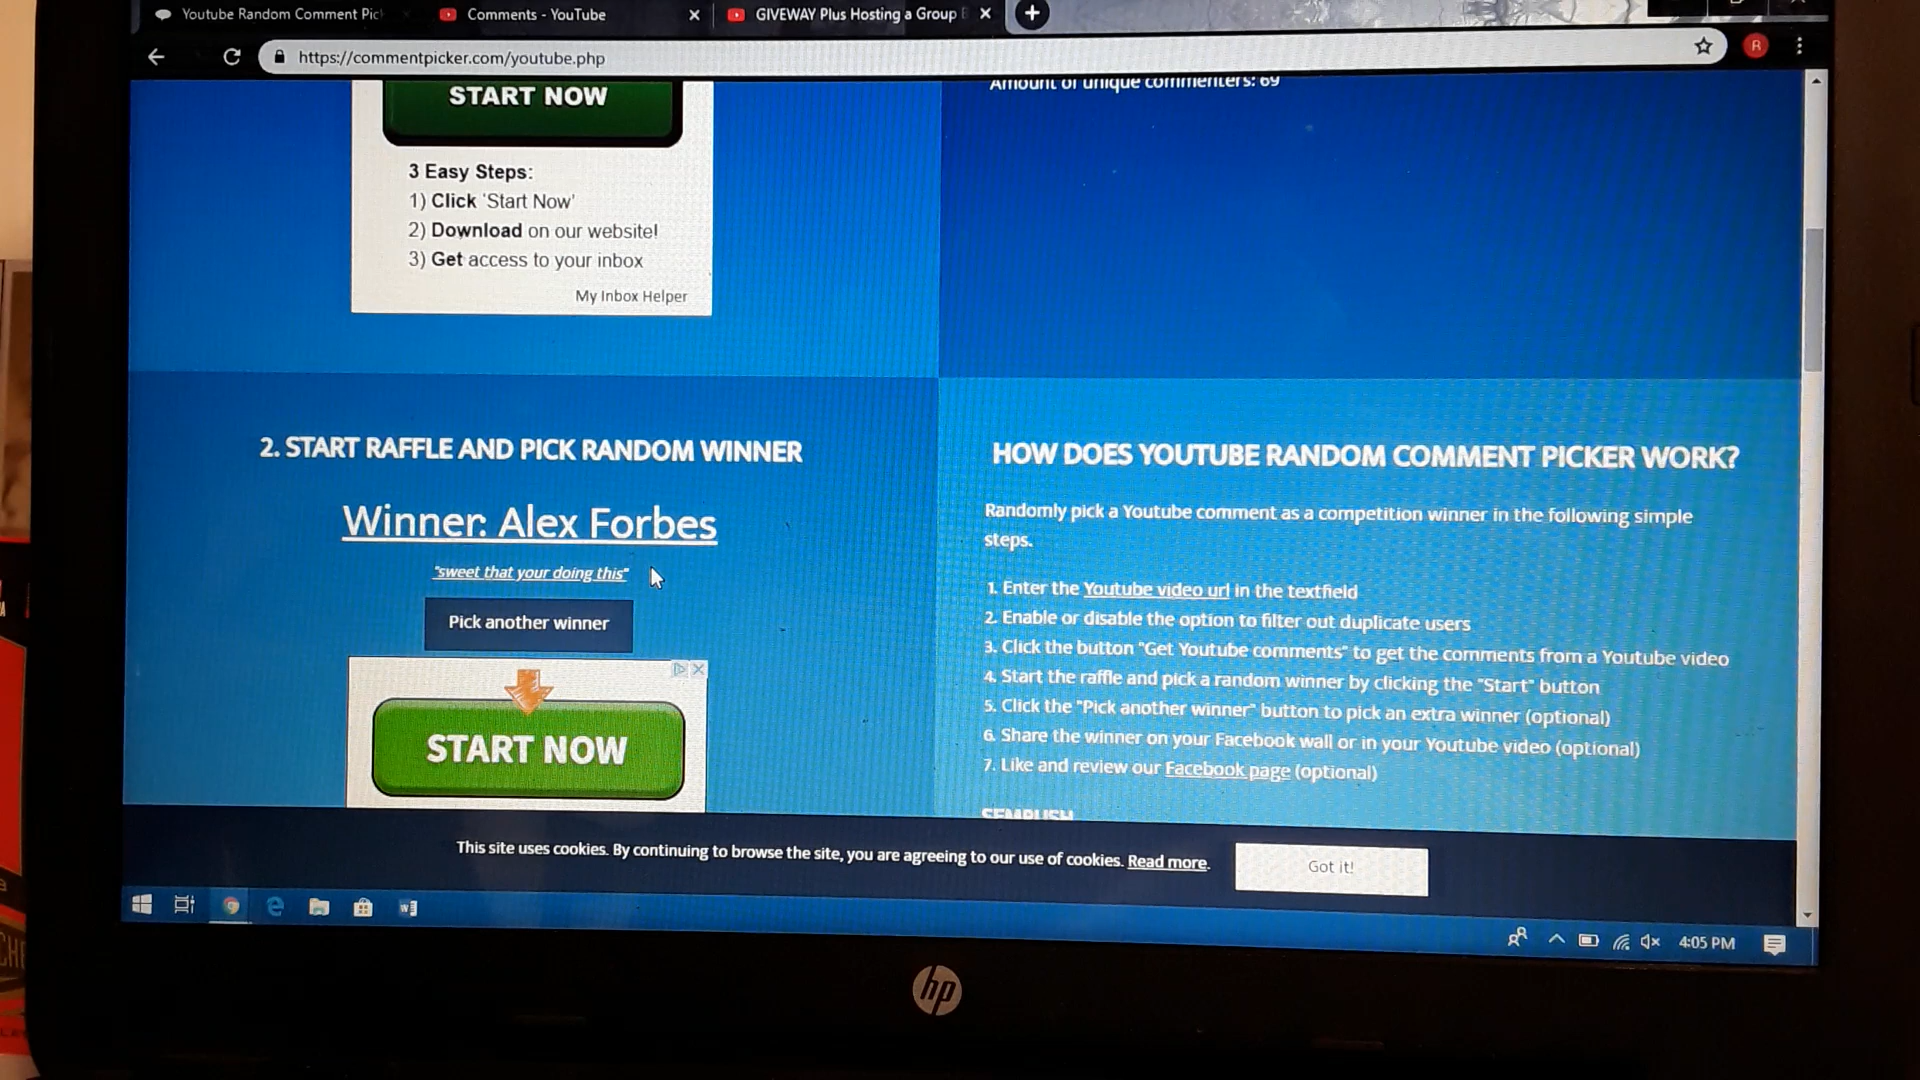 Youtube Random Comment Pic
Comments - YouTube
GIVEWAY Plus Hosting a Group
https://commentpicker.com/youtube.php
R
START NOW
3 Easy Steps:
1) Click 'Start Now'
2) Download on our website!
3) Get access to your inbox
My Inbox Helper
Amount of unique commenters: 69
2. START RAFFLE AND PICK RANDOM WINNER
Winner: Alex Forbes
"sweet that your doing this"
Pick another winner
START NOW
HOW DOES YOUTUBE RANDOM COMMENT PICKER WORK?
Randomly pick a Youtube comment as a competition winner in the following simple
steps.
1. Enter the Youtube video url in the textfield
2. Enable or disable the option to filter out duplicate users
3. Click the button "Get Youtube comments" to get the comments from a Youtube video
4. Start the raffle and pick a random winner by clicking the "Start" button
5. Click the "Pick another winner" button to pick an extra winner (optional)
6. Share the winner on your Facebook wall or in your Youtube video (optional)
7. Like and review our Facebook page (optional)
SEMRUSH
This site uses cookies. By continuing to browse the site, you are agreeing to our use of cookies. Read more.
Got it!
4:05 PM
hp